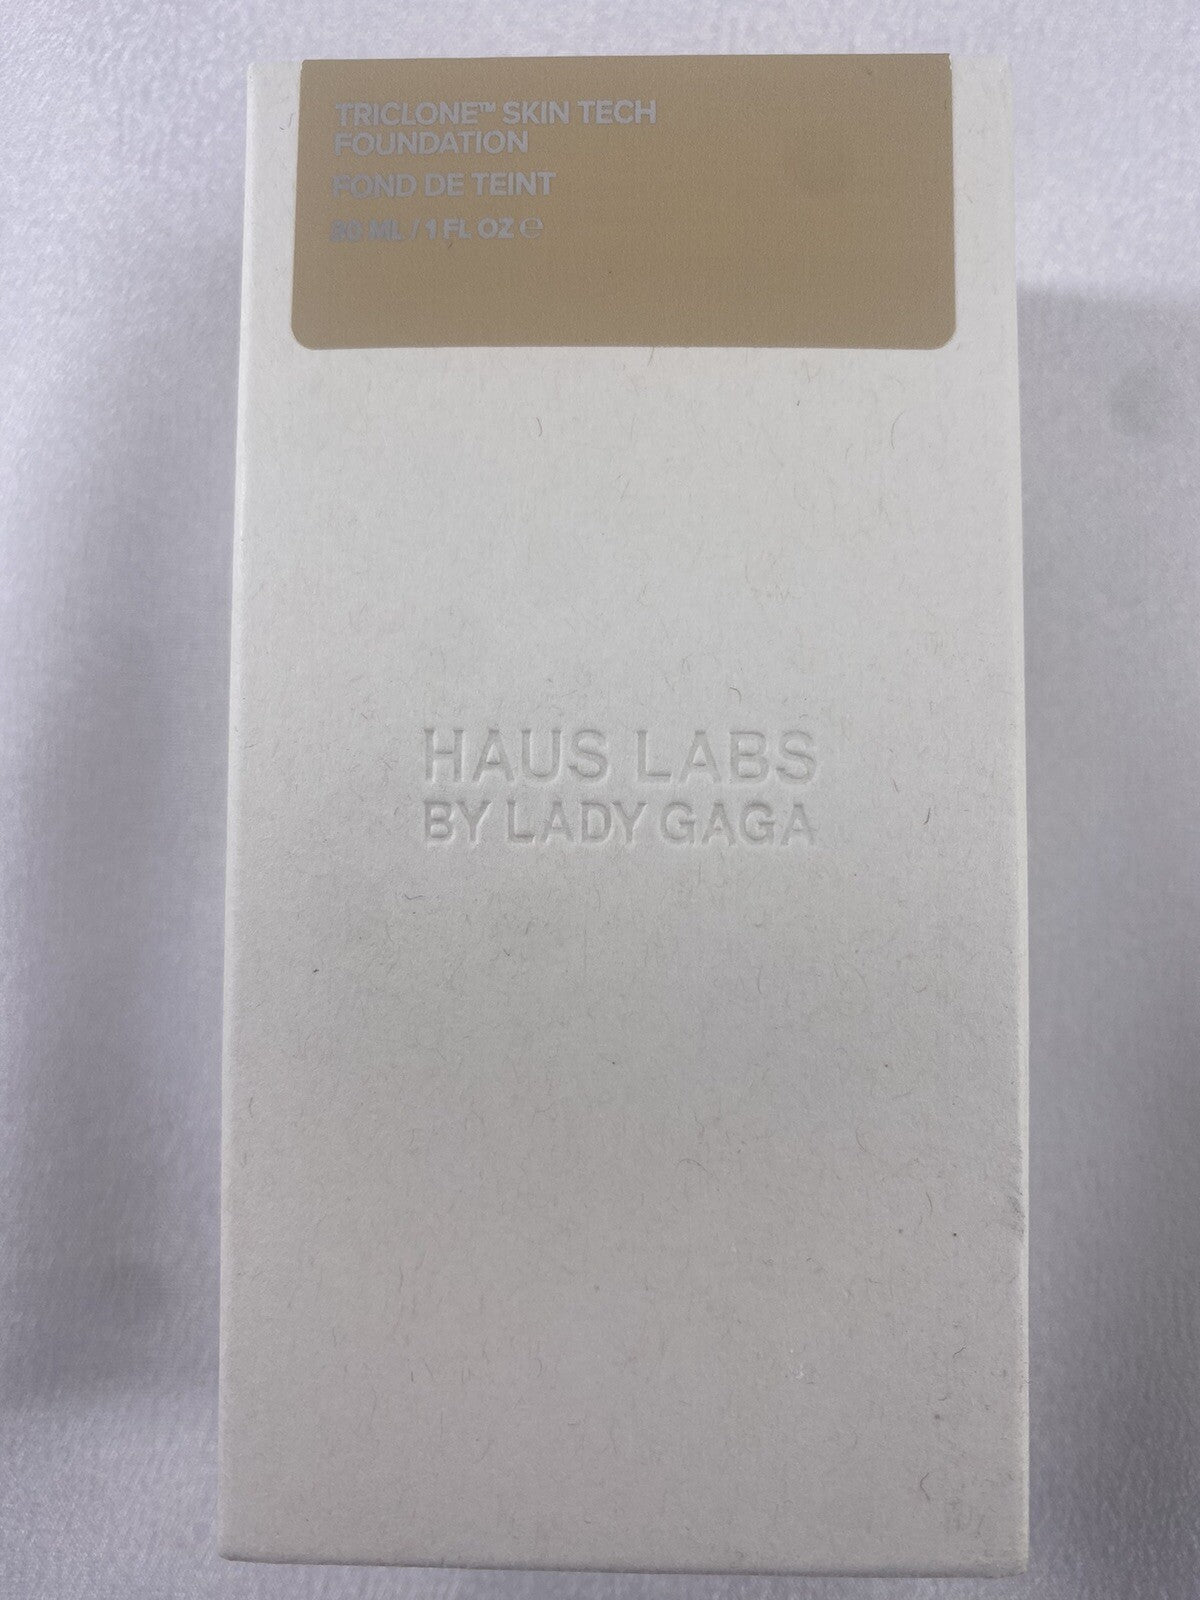 TRICLONE™ SKIN TECH
FOUNDATION
FOND DE TEINT
30 ML / 1 FL OZ ℮
HAUS LABS
BY LADY GAGA